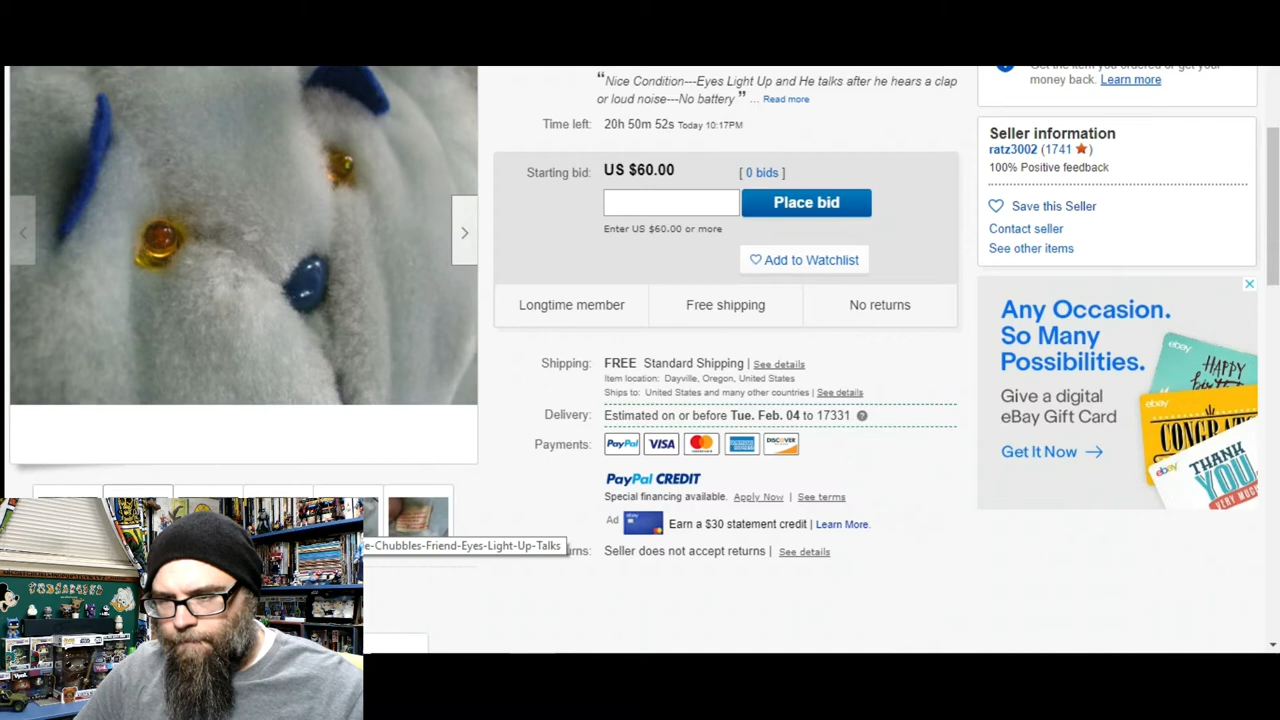 Get the item you ordered or get your
money back. Learn more
“Nice Condition---Eyes Light Up and He talks after he hears a clap
or loud noise---No battery ” ... Read more
Time left: 20h 50m 52s Today 10:17PM
Starting bid: US $60.00 [ 0 bids ]
Place bid
Enter US $60.00 or more
Add to Watchlist
Longtime member Free shipping No returns
Shipping: FREE Standard Shipping | See details
Item location: Dayville, Oregon, United States
Ships to: United States and many other countries | See details
Delivery: Estimated on or before Tue. Feb. 04 to 17331
Payments: PayPal VISA MasterCard AMERICAN EXPRESS DISCOVER
PayPal CREDIT
Special financing available. Apply Now | See terms
Ad Earn a $30 statement credit | Learn More.
Seller does not accept returns | See details
e-Chubbles-Friend-Eyes-Light-Up-Talks
rns:
Seller information
ratz3002 (1741 )
100% Positive feedback
Save this Seller
Contact seller
See other items
Any Occasion.
So Many
Possibilities.
Give a digital
eBay Gift Card
Get It Now
ebay
HAPPY
ebay
CONGRA
ebay
THANK
YOU
VERY MUCH